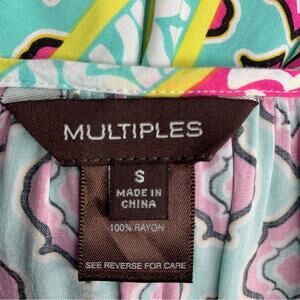 MULTIPLES
S
MADE IN
CHINA
100% RAYON
SEE REVERSE FOR CARE